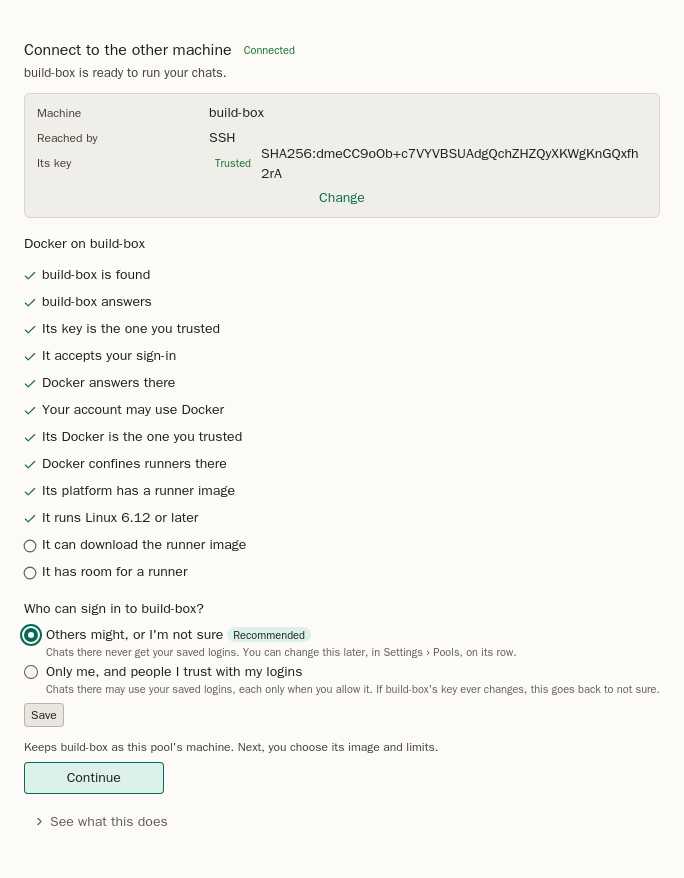 Connect to the other machine Connected
build-box is ready to run your chats.
Machine build-box
Reached by SSH
Its key Trusted SHA256:dmeCC9oOb+c7VYVBSUAdgQchZHZQyXKWgKnGQxfh
2rA
Change
Docker on build-box
build-box is found
build-box answers
Its key is the one you trusted
It accepts your sign-in
Docker answers there
Your account may use Docker
Its Docker is the one you trusted
Docker confines runners there
Its platform has a runner image
It runs Linux 6.12 or later
It can download the runner image
It has room for a runner
Who can sign in to build-box?
Others might, or I'm not sure Recommended
Chats there never get your saved logins. You can change this later, in Settings › Pools, on its row.
Only me, and people I trust with my logins
Chats there may use your saved logins, each only when you allow it. If build-box's key ever changes, this goes back to not sure.
Save
Keeps build-box as this pool's machine. Next, you choose its image and limits.
Continue
See what this does